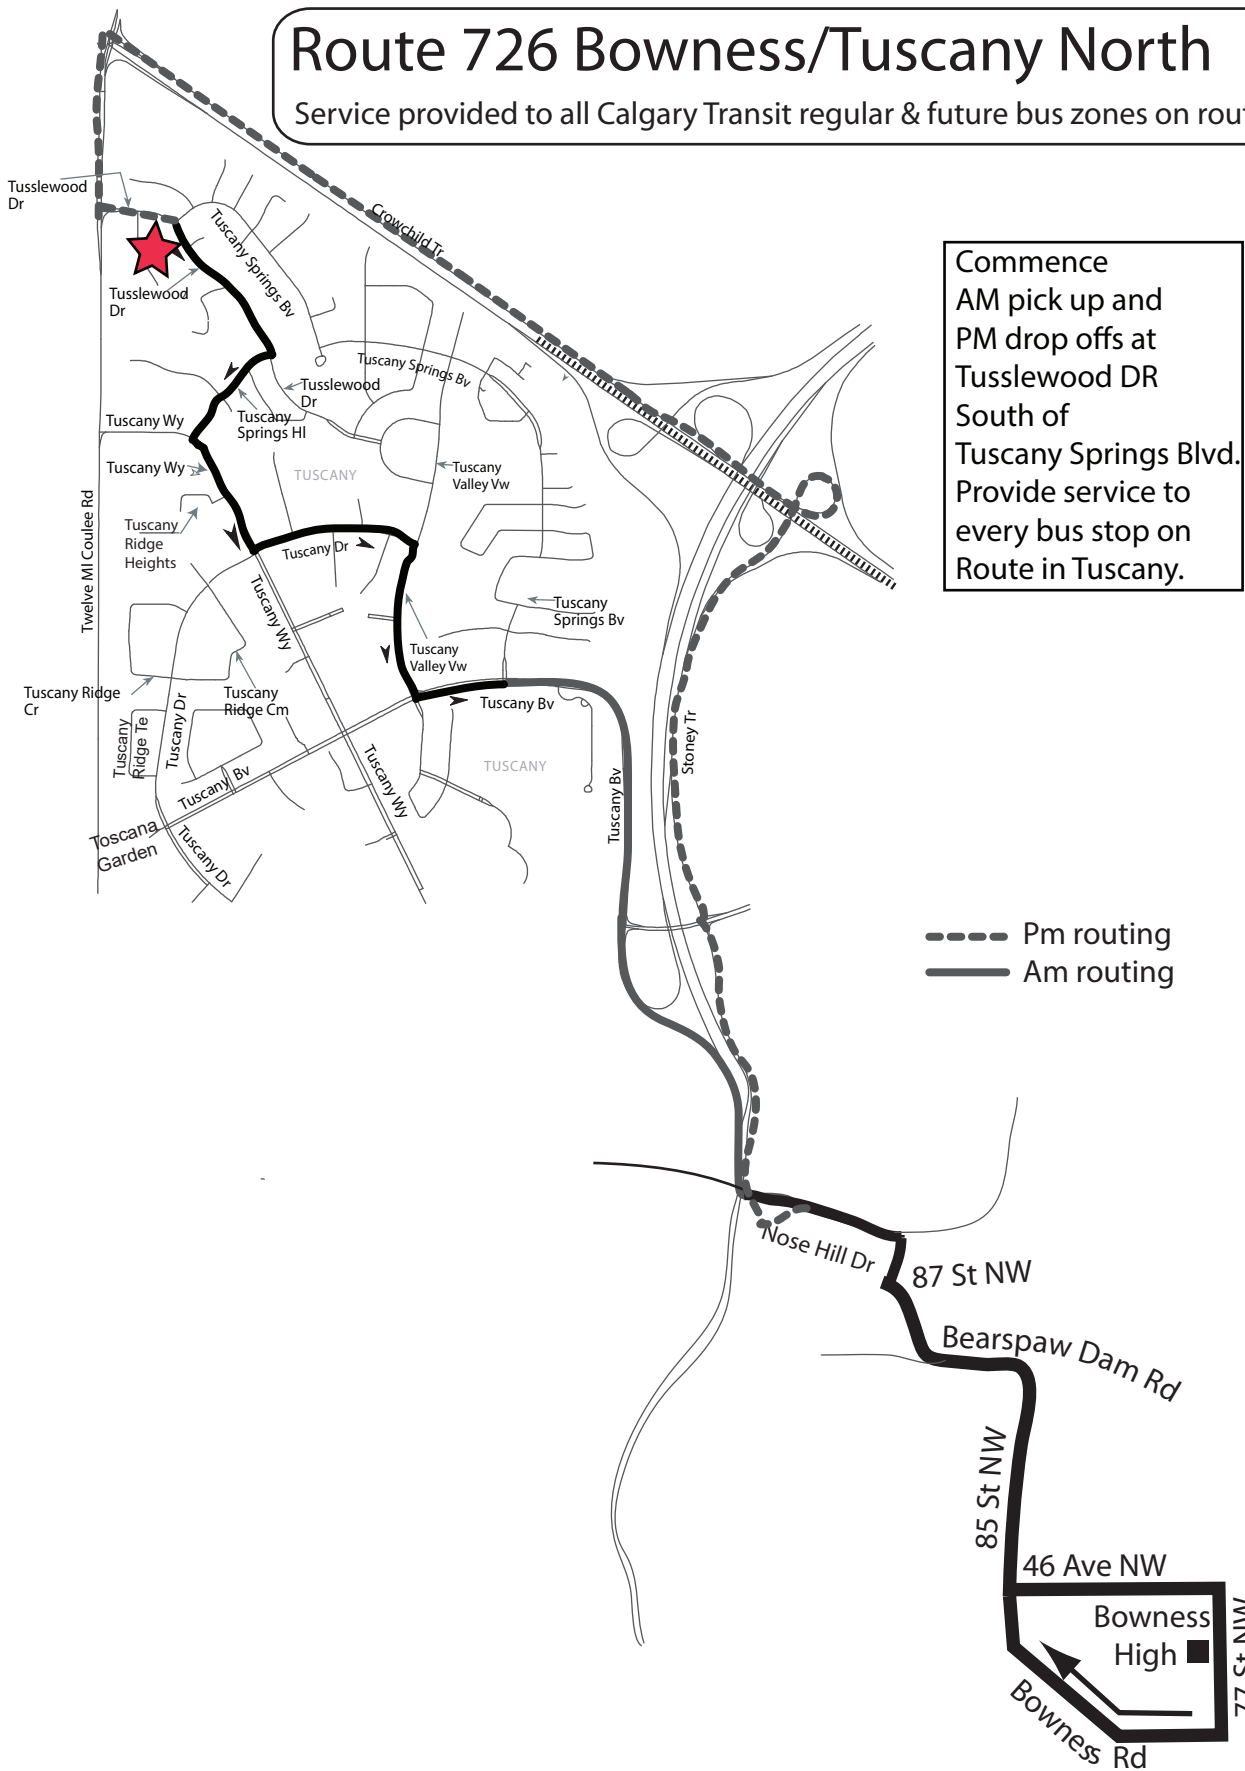 Route 726 Bowness/Tuscany North
Service provided to all Calgary Transit regular & future bus zones on rout
Tusslewood
Dr
Crowchild Tr
Tuscany Springs Bv
Tusslewood
Dr
Commence
AM pick up and
PM drop offs at
Tusslewood DR
South of
Tuscany Springs Blvd.
Provide service to
every bus stop on
Route in Tuscany.
Tuscany Springs Bv
Tusslewood
Dr
Tuscany
Springs Hl
Tuscany Wy
Tuscany Wy
TUSCANY
Tuscany
Valley Vw
Twelve MI Coulee Rd
Tuscany
Ridge
Heights
Tuscany Dr
Tuscany Wy
Tuscany
Springs Bv
Tuscany
Valley Vw
Tuscany Ridge
Cr
Tuscany
Ridge Cm
Tuscany Bv
Tuscany
Ridge Te
Tuscany Dr
Stoney Tr
Tuscany Wy
TUSCANY
Tuscany Bv
Tuscany Bv
Toscana
Garden
Tuscany Dr
Pm routing
Am routing
Nose Hill Dr
87 St NW
Bearspaw Dam Rd
85 St NW
46 Ave NW
Bowness
High
77 St NW
Bowness Rd